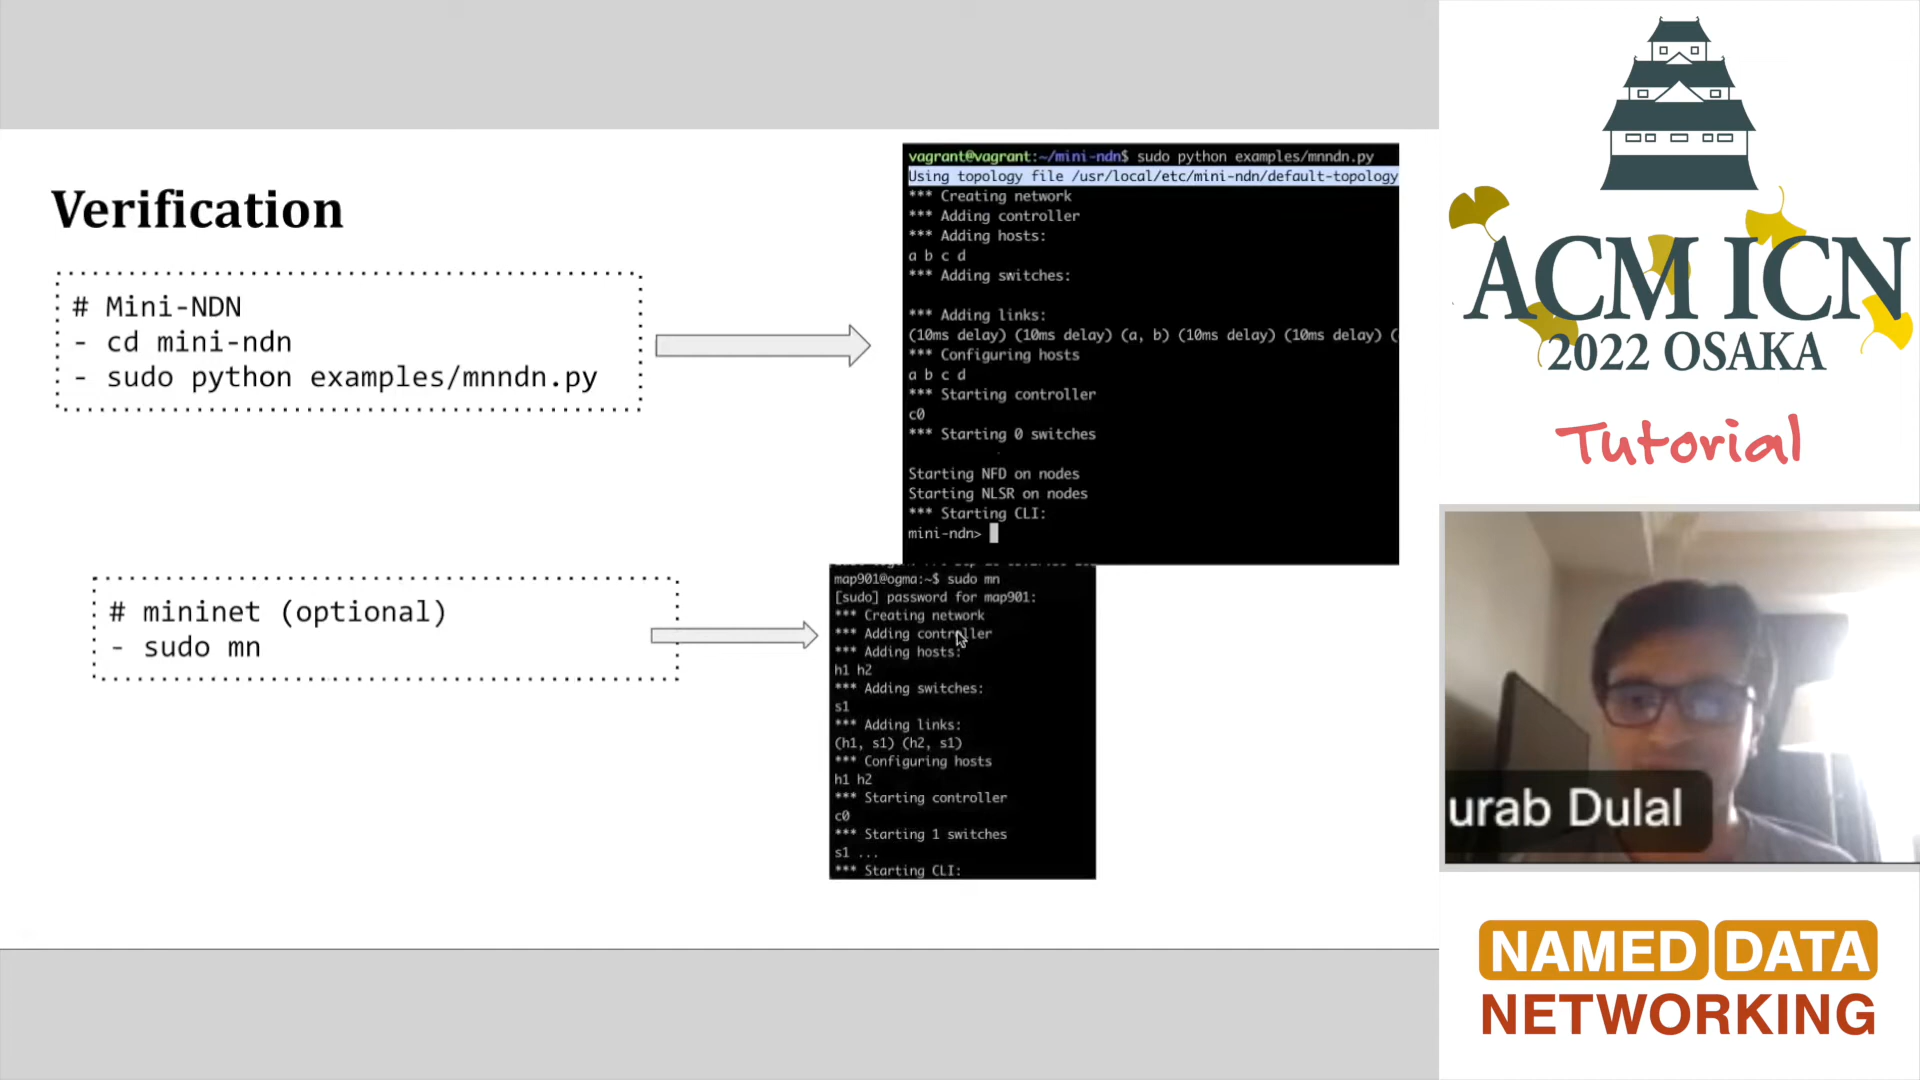 Verification
# Mini-NDN
- cd mini-ndn
- sudo python examples/mnndn.py
vagrant@vagrant:~/mini-ndn$ sudo python examples/mnndn.py
Using topology file /usr/local/etc/mini-ndn/default-topology
*** Creating network
*** Adding controller
*** Adding hosts:
a b c d
*** Adding switches:
*** Adding links:
(10ms delay) (10ms delay) (a, b) (10ms delay) (10ms delay) (
*** Configuring hosts
a b c d
*** Starting controller
c0
*** Starting 0 switches
Starting NFD on nodes
Starting NLSR on nodes
*** Starting CLI:
mini-ndn>
# mininet (optional)
- sudo mn
map901@ogma:~$ sudo mn
[sudo] password for map901:
*** Creating network
*** Adding controller
*** Adding hosts:
h1 h2
*** Adding switches:
s1
*** Adding links:
(h1, s1) (h2, s1)
*** Configuring hosts
h1 h2
*** Starting controller
c0
*** Starting 1 switches
s1 ...
*** Starting CLI:
ACM ICN
2022 OSAKA
Tutorial
urab Dulal
NAMED DATA
NETWORKING